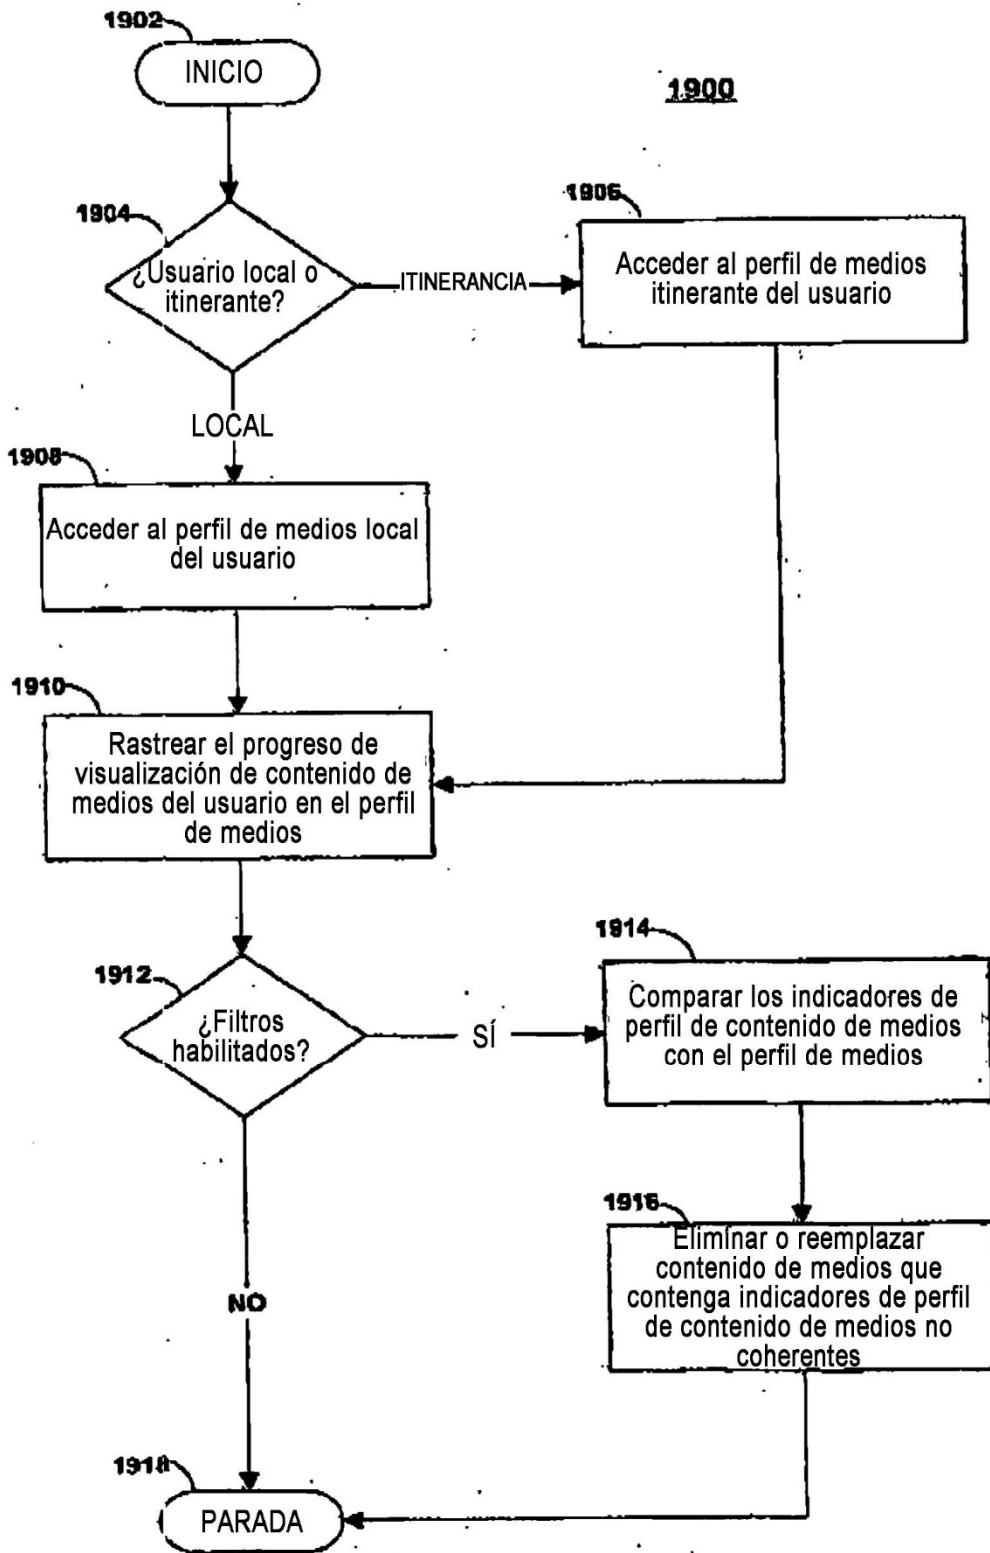 1902
INICIO
1900
1904
¿Usuario local o
itinerante?
ITINERANCIA
1906
Acceder al perfil de medios
itinerante del usuario
LOCAL
1908
Acceder al perfil de medios local
del usuario
1910
Rastrear el progreso de
visualización de contenido de
medios del usuario en el perfil
de medios
1912
¿Filtros
habilitados?
SÍ
1914
Comparar los indicadores de
perfil de contenido de medios
con el perfil de medios
1916
Eliminar o reemplazar
contenido de medios que
contenga indicadores de perfil
de contenido de medios no
coherentes
NO
1918
PARADA